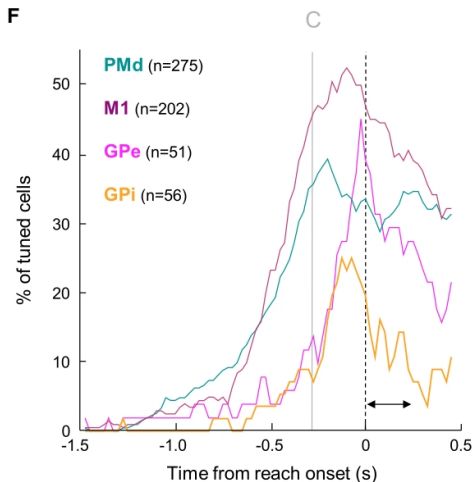 F
C
PMd (n=275)
M1 (n=202)
GPe (n=51)
GPi (n=56)
% of tuned cells
50
40
30
20
10
0
-1.5
-1.0
-0.5
0
0.5
Time from reach onset (s)